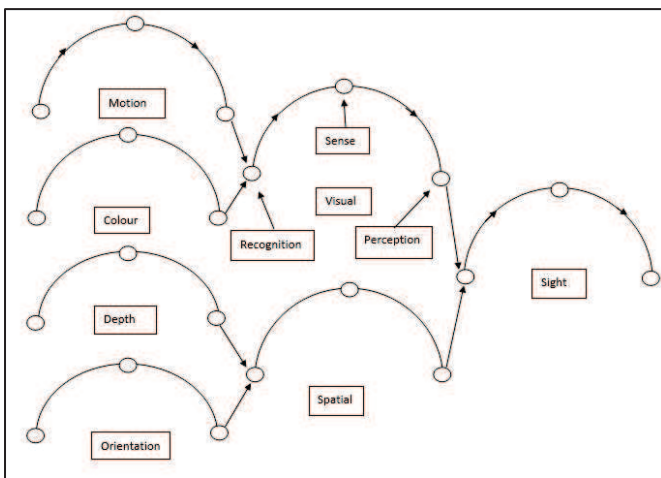 Motion
Sense
Visual
Colour
Recognition
Perception
Sight
Depth
Spatial
Orientation